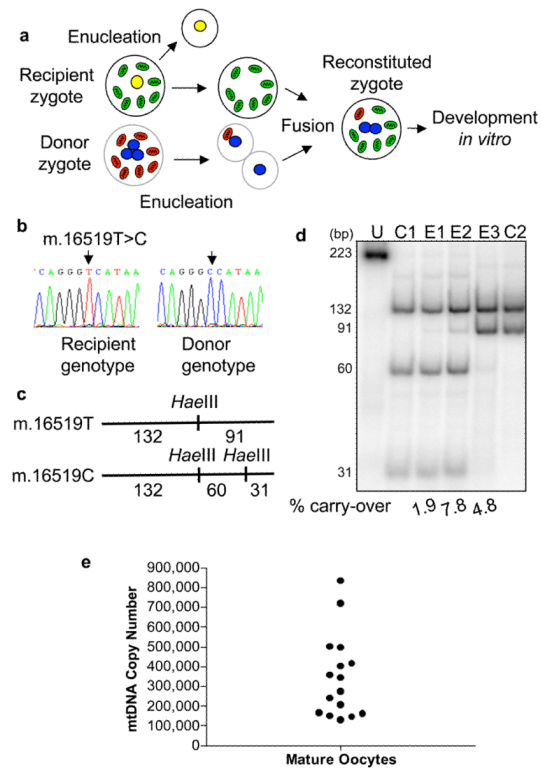 a
Enucleation
Recipient
zygote
Reconstituted
zygote
Fusion
Development
in vitro
Donor
zygote
Enucleation
b
m.16519T>C
CAGGGTCATAA
CAGGGCCATAA
Recipient
genotype
Donor
genotype
c
HaeIII
m.16519T
132 91
HaeIII HaeIII
m.16519C
132 60 31
d
(bp) U C1 E1 E2 E3 C2
223
132
91
60
31
% carry-over 1.9 7.8 4.8
e
mtDNA Copy Number
900,000
800,000
700,000
600,000
500,000
400,000
300,000
200,000
100,000
0
Mature Oocytes